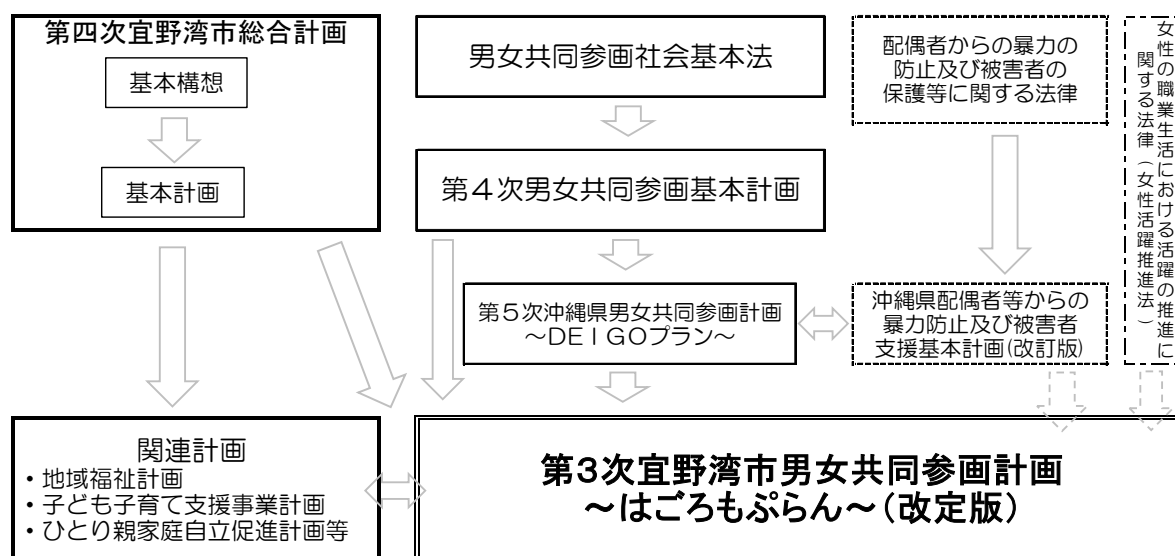 第四次宜野湾市総合計画
基本構想
基本計画
男女共同参画社会基本法
第４次男女共同参画基本計画
第５次沖縄県男女共同参画計画
～DEIGOプラン～
配偶者からの暴力の
防止及び被害者の
保護等に関する法律
沖縄県配偶者等からの
暴力防止及び被害者
支援基本計画(改訂版)
女性の職業生活における活躍の推進に
関する法律（女性活躍推進法）
関連計画
・地域福祉計画
・子ども子育て支援事業計画
・ひとり親家庭自立促進計画等
第3次宜野湾市男女共同参画計画
～はごろもぷらん～（改定版）